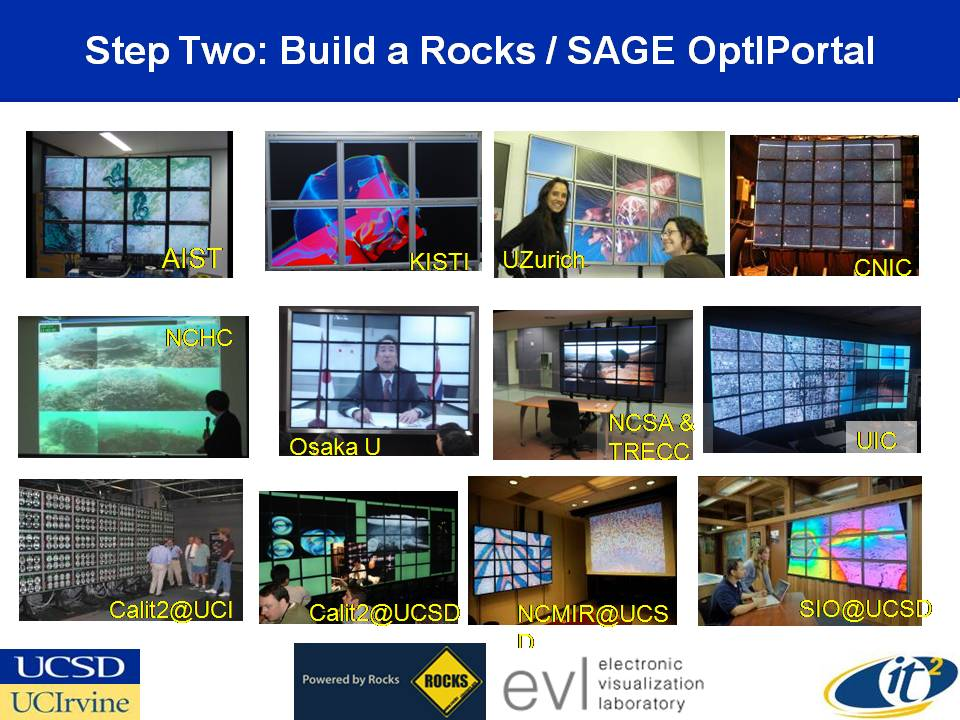 Step Two: Build a Rocks / SAGE OptIPortal
AIST
KISTI
UZurich
CNIC
NCHC
Osaka U
NCSA &
TRECC
UIC
Calit2@UCI
Calit2@UCSD
NCMIR@UCS
D
SIO@UCSD
UCSD
UCIrvine
Powered by Rocks
ROCKS
evl
electronic
visualization
laboratory
it2